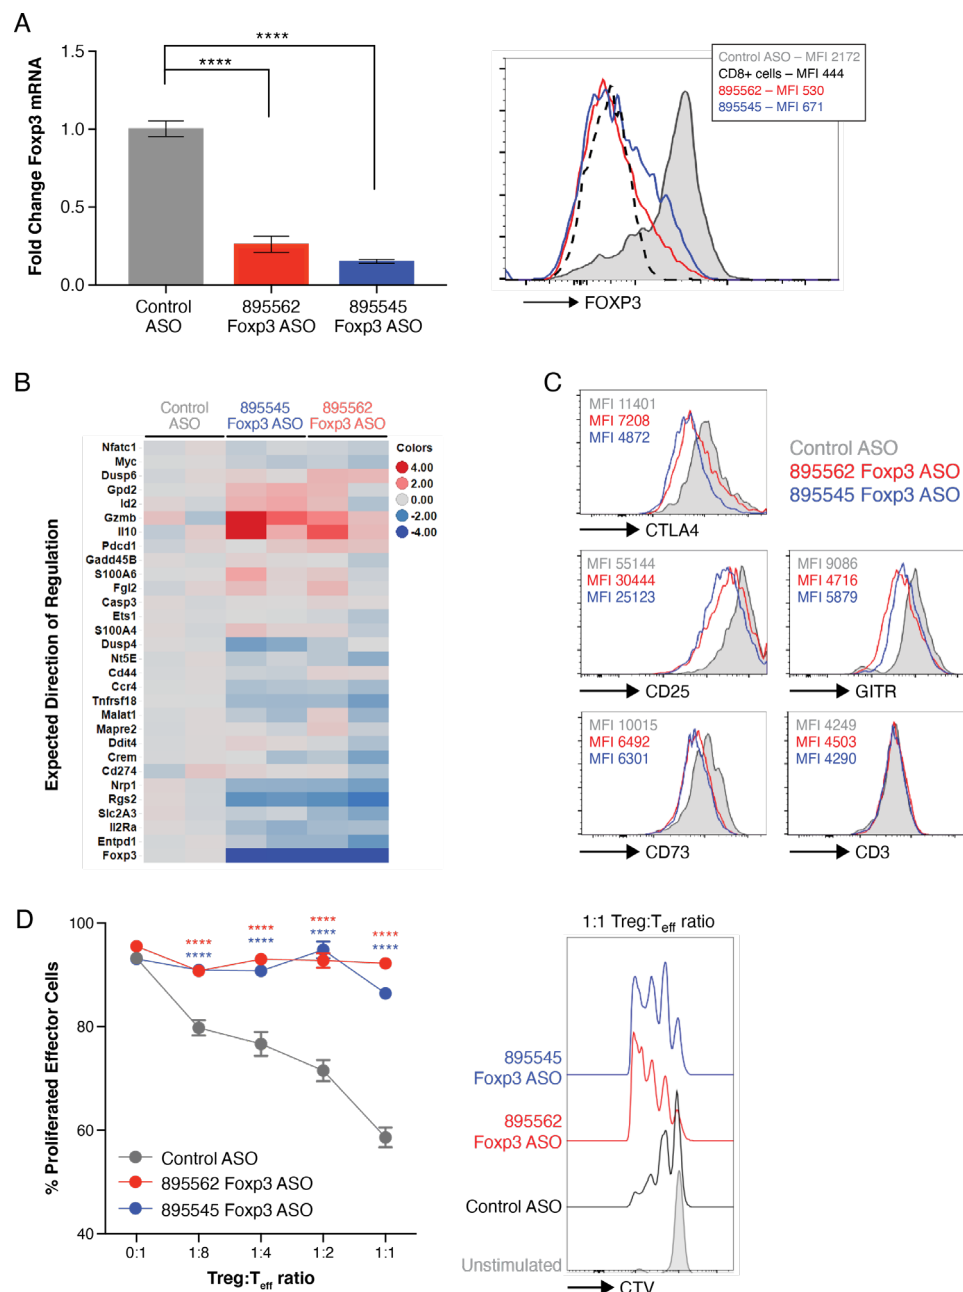 A
Fold Change Foxp3 mRNA
1.5
1.0
0.5
0.0
****
****
Control
ASO
895562
Foxp3 ASO
895545
Foxp3 ASO
Control ASO – MFI 2172
CD8+ cells – MFI 444
895562 – MFI 530
895545 – MFI 671
FOXP3
B
Control
ASO
895545
Foxp3 ASO
895562
Foxp3 ASO
Expected Direction of Regulation
Nfatc1
Myc
Dusp6
Gpd2
Id2
Gzmb
Il10
Pdcd1
Gadd45B
S100A6
Fgl2
Casp3
Ets1
S100A4
Dusp4
Nt5E
Cd44
Ccr4
Tnfrsf18
Malat1
Mapre2
Ddit4
Crem
Cd274
Nrp1
Rgs2
Slc2A3
Il2Ra
Entpd1
Foxp3
Colors
4.00
2.00
0.00
-2.00
-4.00
C
MFI 11401
MFI 7208
MFI 4872
CTLA4
Control ASO
895562 Foxp3 ASO
895545 Foxp3 ASO
MFI 55144
MFI 30444
MFI 25123
CD25
MFI 9086
MFI 4716
MFI 5879
GITR
MFI 10015
MFI 6492
MFI 6301
CD73
MFI 4249
MFI 4503
MFI 4290
CD3
D
% Proliferated Effector Cells
100
80
60
40
****
****
****
****
****
****
****
****
Control ASO
895562 Foxp3 ASO
895545 Foxp3 ASO
0:1
1:8
1:4
1:2
1:1
Treg:Teff ratio
1:1 Treg:Teff ratio
895545
Foxp3 ASO
895562
Foxp3 ASO
Control ASO
Unstimulated
CTV